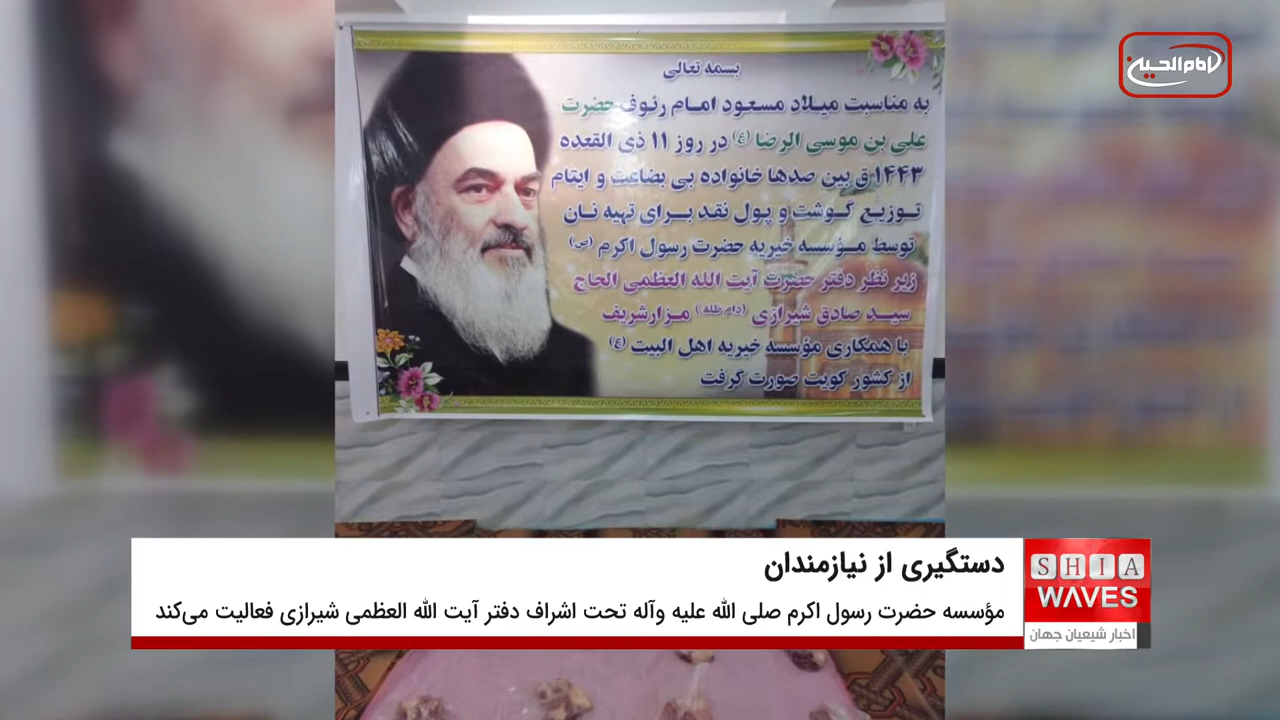 امام الحسین
بسمه تعالی
به مناسبت میلاد مسعود امام رئوف حضرت
علی بن موسی الرضا (ع) در روز ۱۱ ذی القعده
۱۴۴۳ق بین صدها خانواده بی بضاعت و ایتام
توزیع گوشت و پول نقد برای تهیه نان
توسط مؤسسه خیریه حضرت رسول اکرم (ص)
زیر نظر دفتر حضرت آیت الله العظمی الحاج
سید صادق شیرازی (دام ظله) مزارشریف
با همکاری مؤسسه خیریه اهل البیت (ع)
از کشور کویت صورت گرفت
دستگیری از نیازمندان
مؤسسه حضرت رسول اکرم صلی الله علیه وآله تحت اشراف دفتر آیت الله العظمی شیرازی فعالیت می‌کند
SHIA
WAVES
اخبار شیعیان جهان